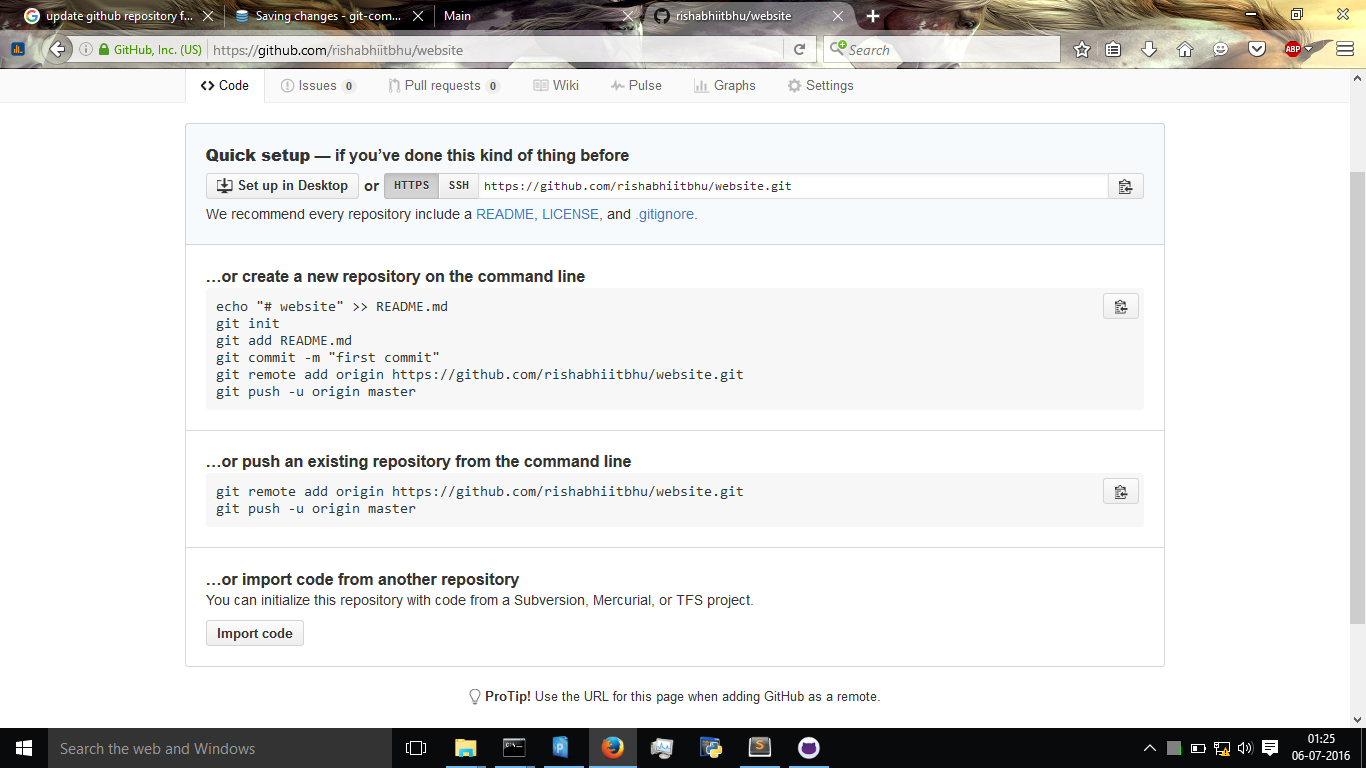 update github repository f...
Saving changes - git-com...
Main
rishabhiitbhu/website
GitHub, Inc. (US)
https://github.com/rishabhiitbhu/website
Search
ABP
Code
Issues 0
Pull requests 0
Wiki
Pulse
Graphs
Settings
Quick setup — if you’ve done this kind of thing before
Set up in Desktop or HTTPS SSH https://github.com/rishabhiitbhu/website.git
We recommend every repository include a README, LICENSE, and .gitignore.
…or create a new repository on the command line
echo "# website" >> README.md
git init
git add README.md
git commit -m "first commit"
git remote add origin https://github.com/rishabhiitbhu/website.git
git push -u origin master
…or push an existing repository from the command line
git remote add origin https://github.com/rishabhiitbhu/website.git
git push -u origin master
…or import code from another repository
You can initialize this repository with code from a Subversion, Mercurial, or TFS project.
Import code
ProTip! Use the URL for this page when adding GitHub as a remote.
Search the web and Windows
01:25
06-07-2016